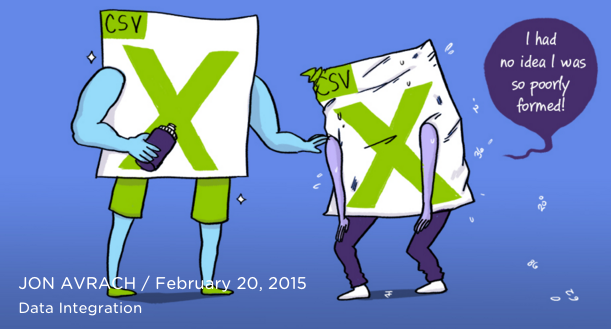 CSV
X
CSV
X
I had
no idea I was
so poorly
formed!
JON AVRACH / February 20, 2015
Data Integration